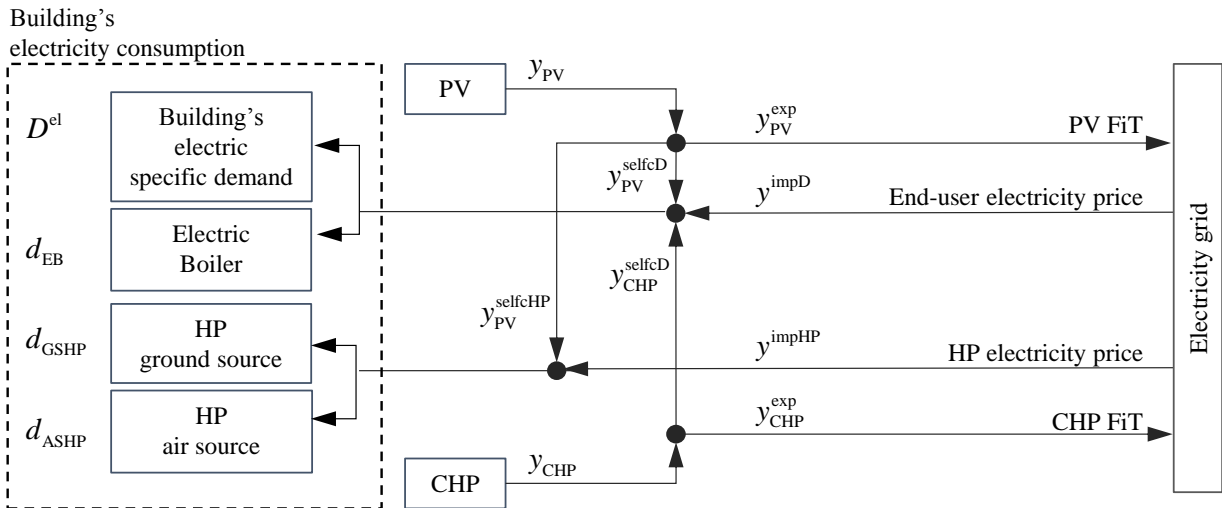 Building's
electricity consumption
D^el
Building's
electric
specific demand
d_EB
Electric
Boiler
d_GSHP
HP
ground source
d_ASHP
HP
air source
PV
y_PV
y_PV^exp
PV FiT
y_PV^selfcD
y^impD
End-user electricity price
y_CHP^selfcD
y_PV^selfcHP
y^impHP
HP electricity price
y_CHP^exp
CHP FiT
CHP
y_CHP
Electricity grid